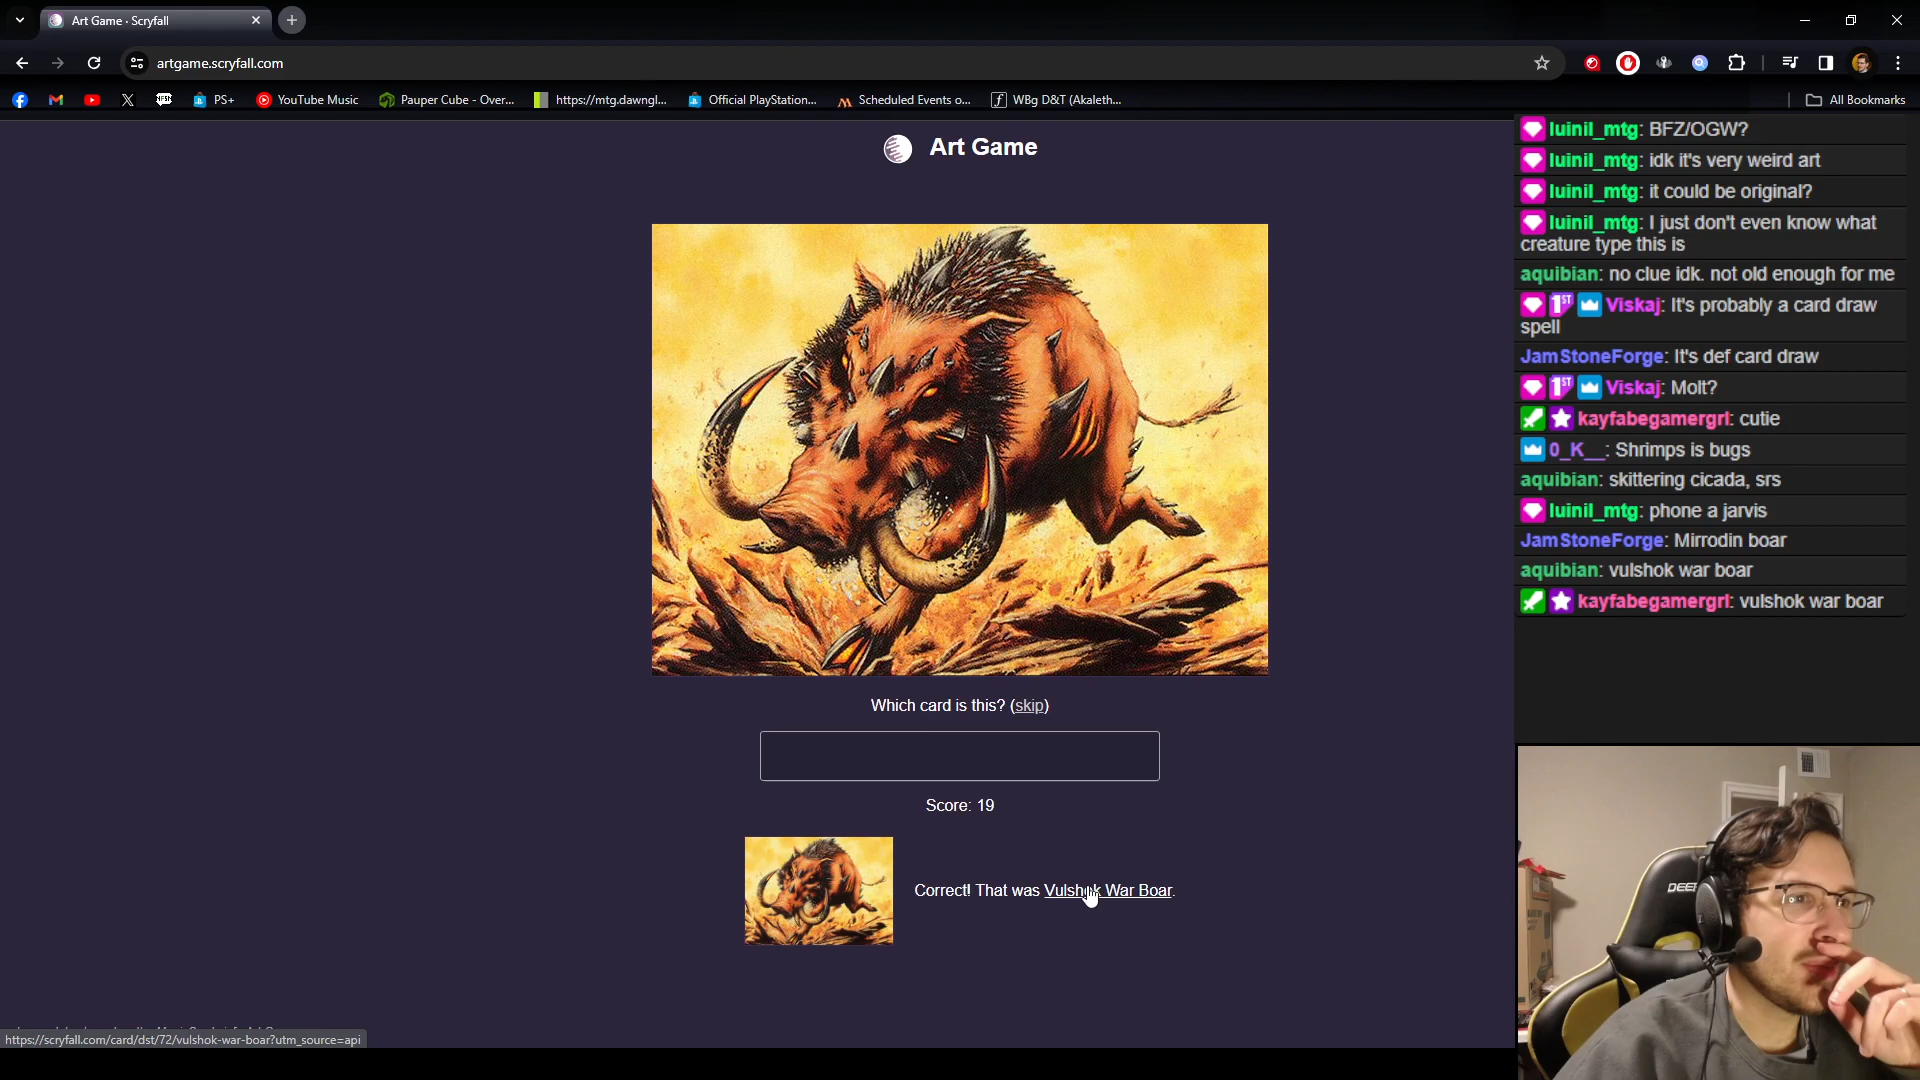 Art Game · Scryfall
artgame.scryfall.com
PS+
YouTube Music
Pauper Cube - Over...
https://mtg.dawngl...
Official PlayStation...
Scheduled Events o...
WBg D&T (Akaleth...
All Bookmarks
Art Game
Which card is this? (skip)
Score: 19
Correct! That was Vulshok War Boar.
https://scryfall.com/card/dst/72/vulshok-war-boar?utm_source=api
luinil_mtg: BFZ/OGW?
luinil_mtg: idk it's very weird art
luinil_mtg: it could be original?
luinil_mtg: I just don't even know what
creature type this is
aquibian: no clue idk. not old enough for me
1ST Viskaj: It's probably a card draw
spell
JamStoneForge: It's def card draw
1ST Viskaj: Molt?
kayfabegamergrl: cutie
0_K__: Shrimps is bugs
aquibian: skittering cicada, srs
luinil_mtg: phone a jarvis
JamStoneForge: Mirrodin boar
aquibian: vulshok war boar
kayfabegamergrl: vulshok war boar